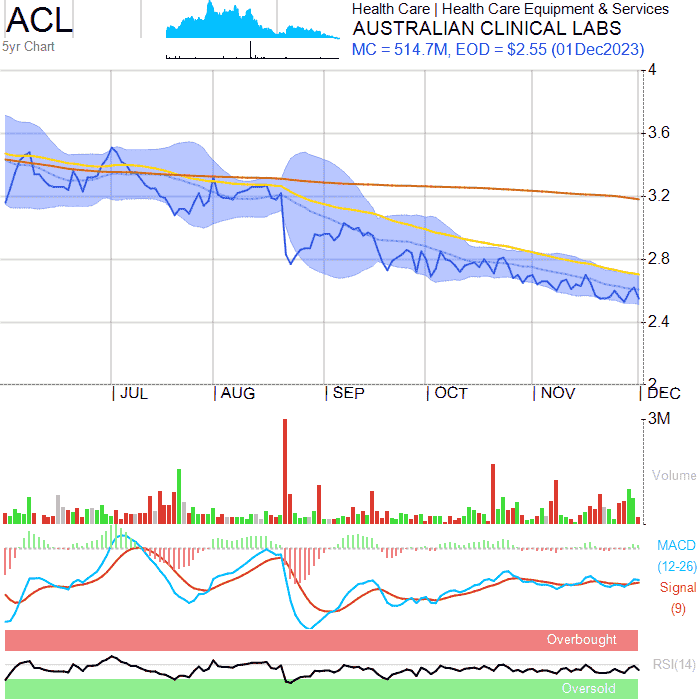 ACL
5yr Chart
Health Care | Health Care Equipment & Services
AUSTRALIAN CLINICAL LABS
MC = 514.7M, EOD = $2.55 (01Dec2023)
4
3.6
3.2
2.8
2.4
2
JUL AUG SEP OCT NOV DEC
3M
Volume
MACD
(12-26)
Signal
(9)
Overbought
RSI(14)
Oversold